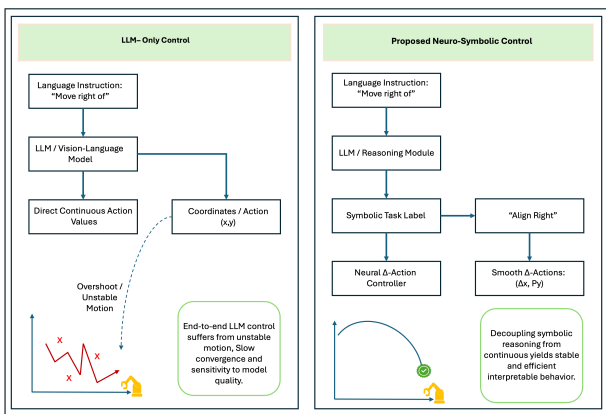 LLM– Only Control
Language Instruction:
“Move right of”
LLM / Vision-Language
Model
Direct Continuous Action
Values
Coordinates / Action
(x,y)
Overshoot /
Unstable
Motion
X
X
X
End-to-end LLM control
suffers from unstable
motion, Slow
convergence and
sensitivity to model
quality.
Proposed Neuro-Symbolic Control
Language Instruction:
“Move right of”
LLM / Reasoning Module
Symbolic Task Label
“Align Right”
Neural Δ-Action
Controller
Smooth Δ-Actions:
(Δx, Py)
Decoupling symbolic
reasoning from
continuous yields stable
and efficient
interpretable behavior.